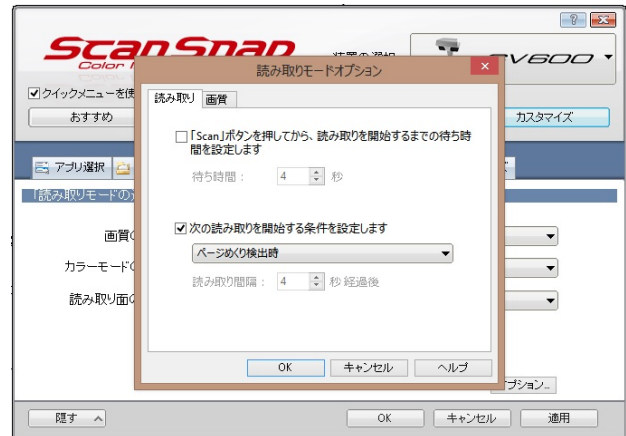 ScanSnap
Color
SV600
読み取りモードオプション
クイックメニューを使
おすすめ
カスタマイズ
アプリ選択
読み取り
画質
「Scan」ボタンを押してから、読み取りを開始するまでの待ち時
間を設定します
待ち時間：
4
秒
次の読み取りを開始する条件を設定します
ページめくり検出時
読み取り間隔：
4
秒 経過後
「読み取りモードの
画質の
カラーモードの
読み取り面の
OK
キャンセル
ヘルプ
プション...
隠す
OK
キャンセル
適用